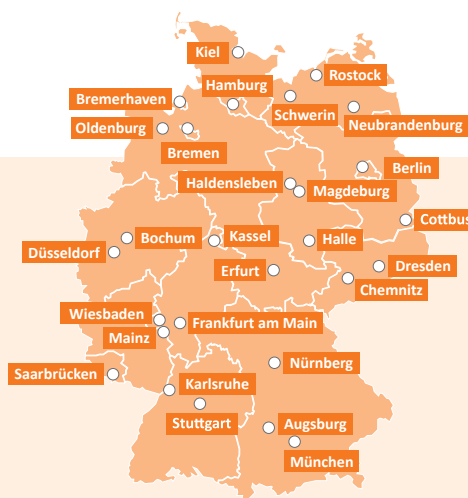 Kiel
Rostock
Hamburg
Bremerhaven
Schwerin
Neubrandenburg
Oldenburg
Bremen
Berlin
Haldensleben
Magdeburg
Cottbus
Bochum
Kassel
Halle
Düsseldorf
Erfurt
Dresden
Chemnitz
Wiesbaden
Frankfurt am Main
Mainz
Nürnberg
Saarbrücken
Karlsruhe
Stuttgart
Augsburg
München